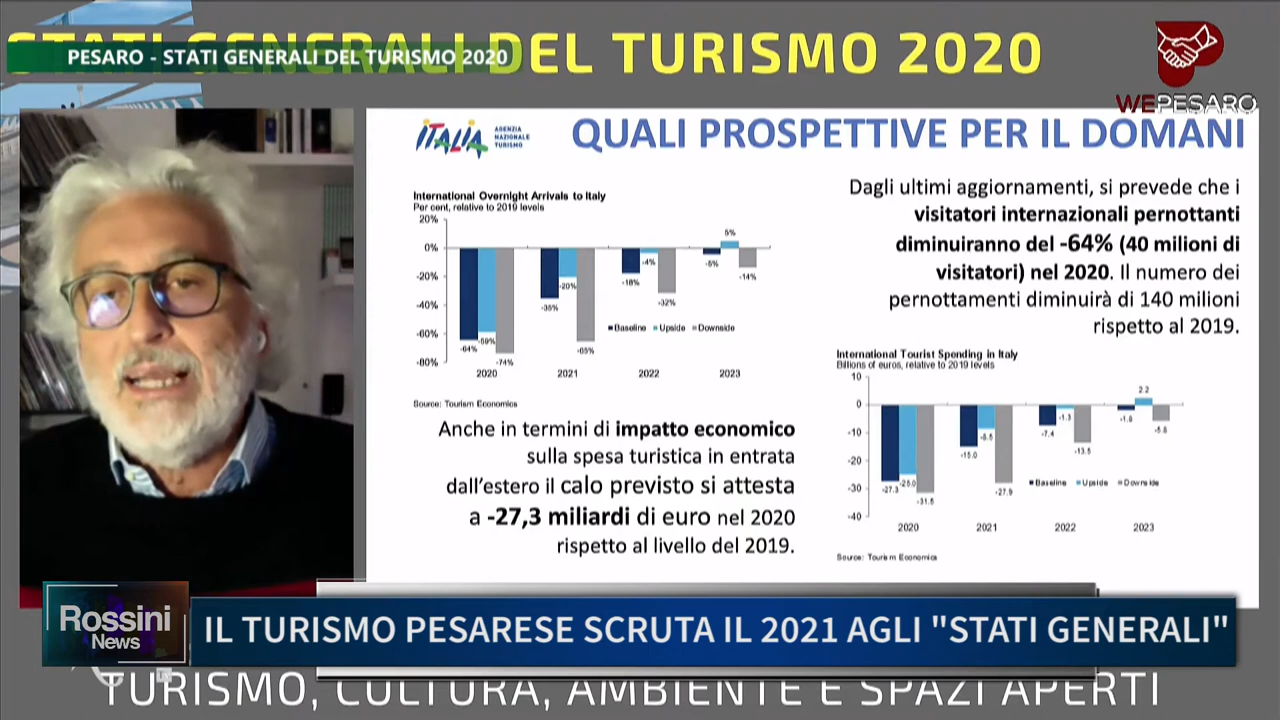 STATI GENERALI DEL TURISMO 2020
PESARO - STATI GENERALI DEL TURISMO 2020
WEPESARO
ITALIA
AGENZIA
NAZIONALE
TURISMO
QUALI PROSPETTIVE PER IL DOMANI
International Overnight Arrivals to Italy
Per cent, relative to 2019 levels
20%
0%
-20%
-40%
-60%
-80%
-64%
-59%
-74%
-35%
-20%
-65%
-18%
-4%
-32%
-5%
5%
-14%
Baseline
Upside
Downside
2020
2021
2022
2023
Source: Tourism Economics
Dagli ultimi aggiornamenti, si prevede che i
visitatori internazionali pernottanti
diminuiranno del -64% (40 milioni di
visitatori) nel 2020. Il numero dei
pernottamenti diminuirà di 140 milioni
rispetto al 2019.
Anche in termini di impatto economico
sulla spesa turistica in entrata
dall'estero il calo previsto si attesta
a -27,3 miliardi di euro nel 2020
rispetto al livello del 2019.
International Tourist Spending in Italy
Billions of euros, relative to 2019 levels
10
0
-10
-20
-30
-40
-27.3
-25.0
-31.6
-15.0
-8.5
-27.9
-7.4
-1.3
-13.5
-1.8
2.2
-5.8
Baseline
Upside
Downside
2020
2021
2022
2023
Source: Tourism Economics
Rossini
News
IL TURISMO PESARESE SCRUTA IL 2021 AGLI "STATI GENERALI"
TURISMO, CULTURA, AMBIENTE E SPAZI APERTI